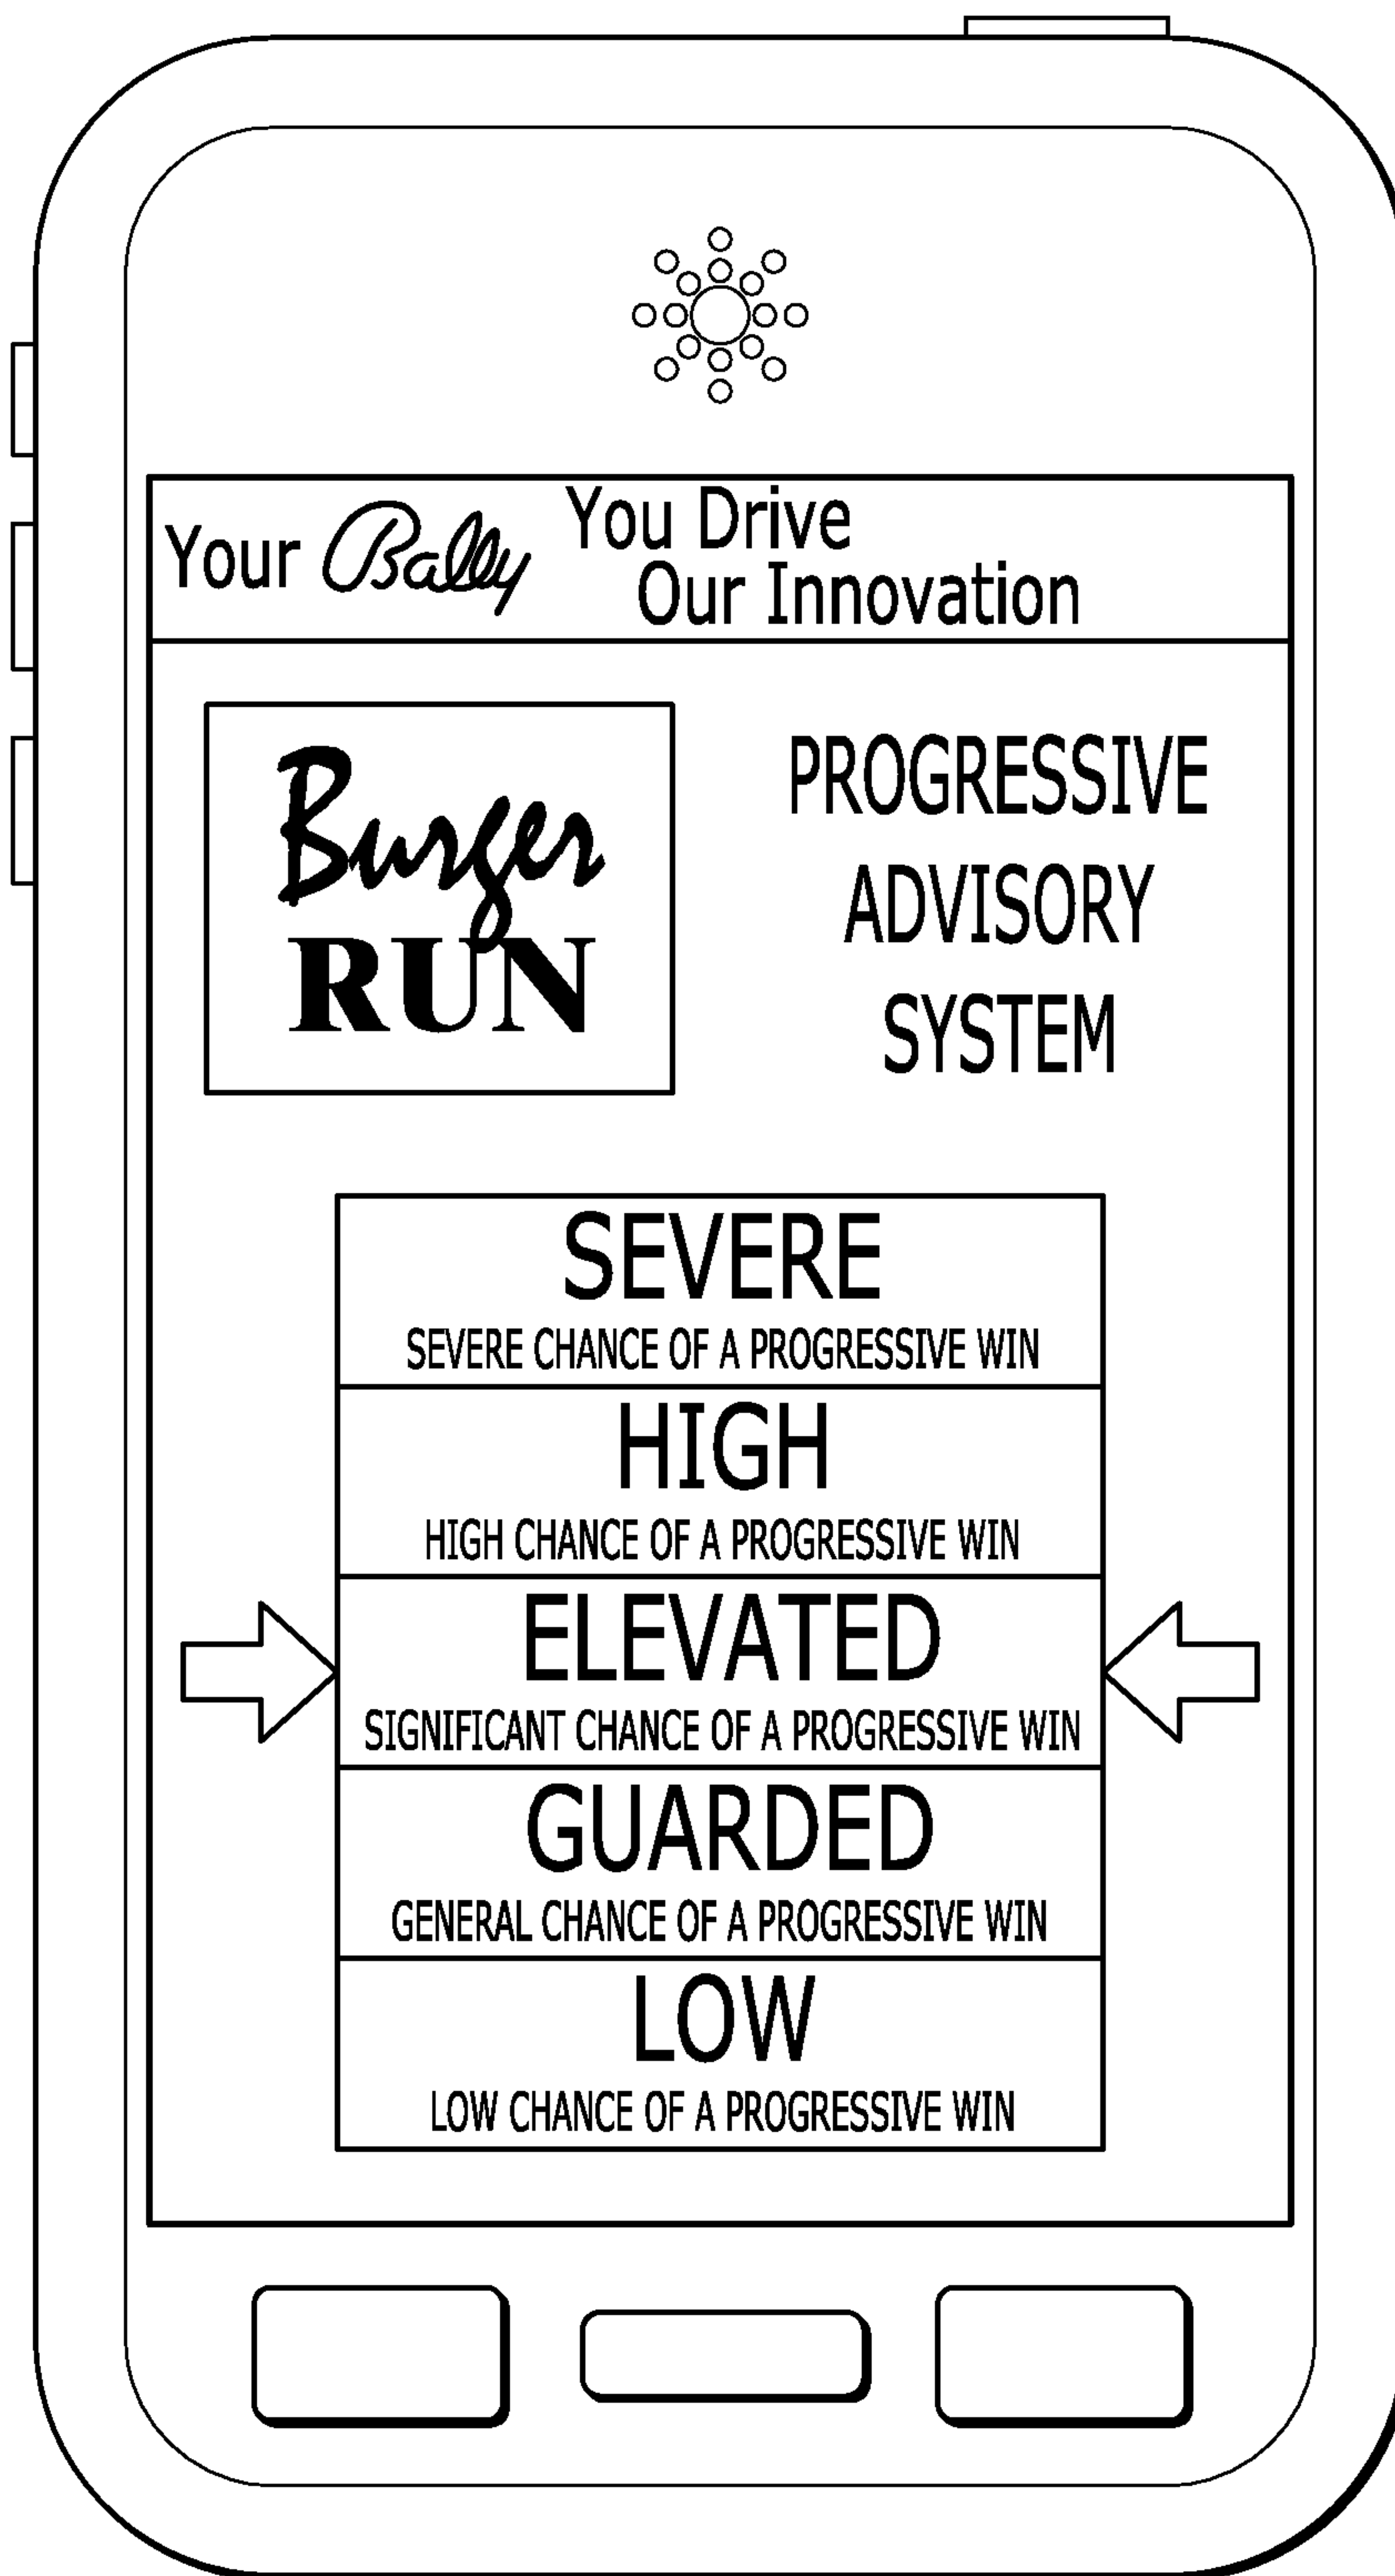 Your Bally You Drive
Our Innovation
Burger
RUN
PROGRESSIVE
ADVISORY
SYSTEM
SEVERE
SEVERE CHANCE OF A PROGRESSIVE WIN
HIGH
HIGH CHANCE OF A PROGRESSIVE WIN
ELEVATED
SIGNIFICANT CHANCE OF A PROGRESSIVE WIN
GUARDED
GENERAL CHANCE OF A PROGRESSIVE WIN
LOW
LOW CHANCE OF A PROGRESSIVE WIN